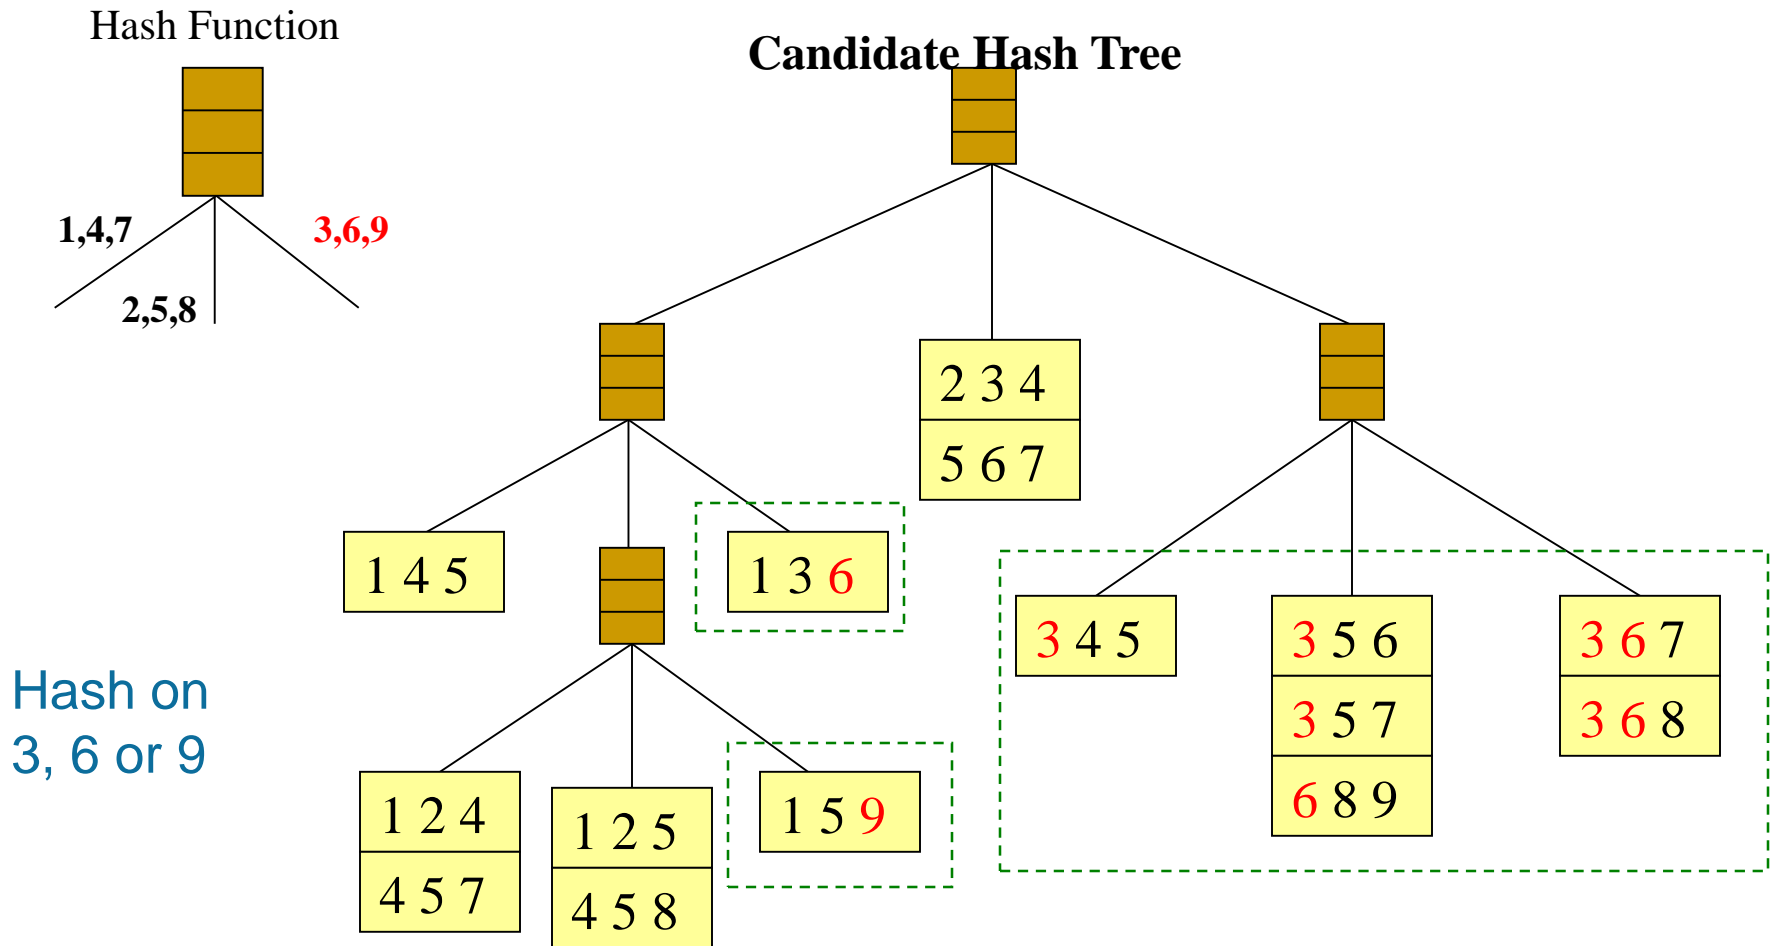 Hash Function
Candidate Hash Tree
1,4,7
3,6,9
2,5,8
2 3 4
5 6 7
1 4 5
1 3 6
3 4 5
3 5 6
3 6 7
3 5 7
3 6 8
6 8 9
Hash on
3, 6 or 9
1 2 4
1 2 5
1 5 9
4 5 7
4 5 8